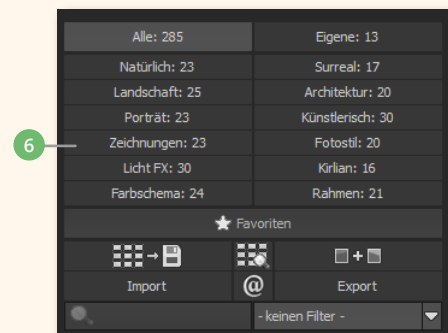 Alle: 285 Eigene: 13
Natürlich: 23 Surreal: 17
Landschaft: 25 Architektur: 20
Porträt: 23 Künstlerisch: 30
6 Zeichnungen: 23 Fotostil: 20
Licht FX: 30 Kirlian: 16
Farbschema: 24 Rahmen: 21
Favoriten
Import @ Export
- keinen Filter -